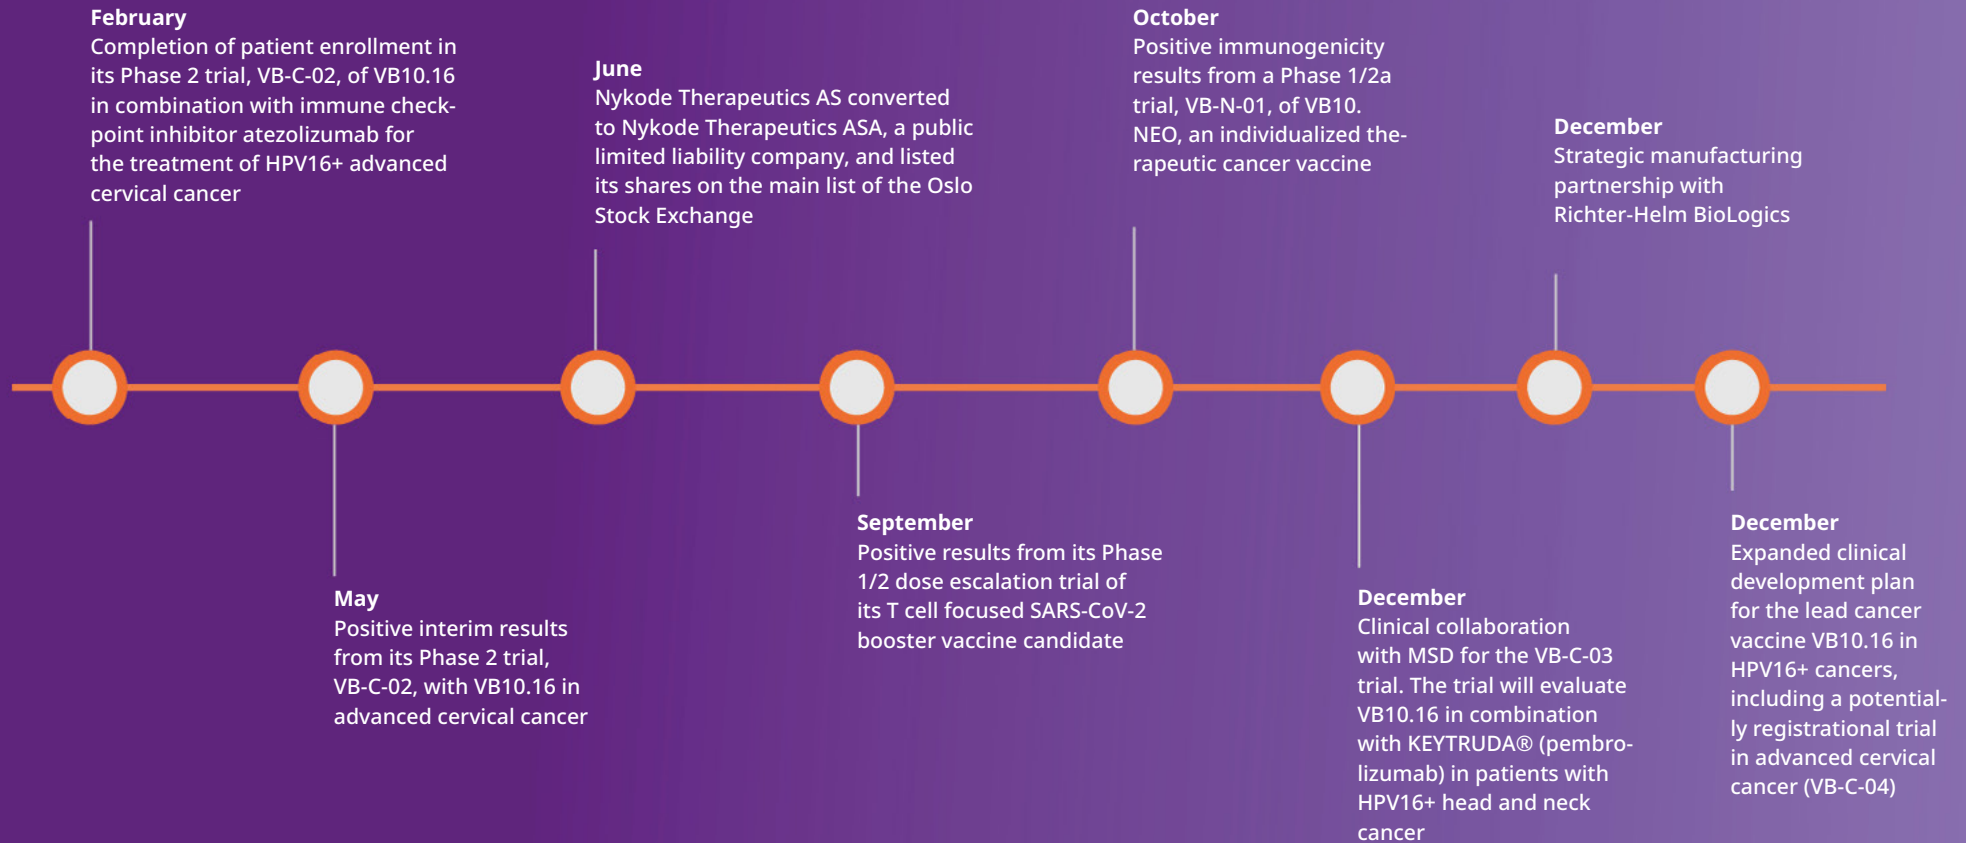 February
Completion of patient enrollment in
its Phase 2 trial, VB-C-02, of VB10.16
in combination with immune check-
point inhibitor atezolizumab for
the treatment of HPV16+ advanced
cervical cancer
May
Positive interim results
from its Phase 2 trial,
VB-C-02, with VB10.16 in
advanced cervical cancer
June
Nykode Therapeutics AS converted
to Nykode Therapeutics ASA, a public
limited liability company, and listed
its shares on the main list of the Oslo
Stock Exchange
September
Positive results from its Phase
1/2 dose escalation trial of
its T cell focused SARS-CoV-2
booster vaccine candidate
October
Positive immunogenicity
results from a Phase 1/2a
trial, VB-N-01, of VB10.
NEO, an individualized the-
rapeutic cancer vaccine
December
Clinical collaboration
with MSD for the VB-C-03
trial. The trial will evaluate
VB10.16 in combination
with KEYTRUDA® (pembro-
lizumab) in patients with
HPV16+ head and neck
cancer
December
Strategic manufacturing
partnership with
Richter-Helm BioLogics
December
Expanded clinical
development plan
for the lead cancer
vaccine VB10.16 in
HPV16+ cancers,
including a potential-
ly registrational trial
in advanced cervical
cancer (VB-C-04)